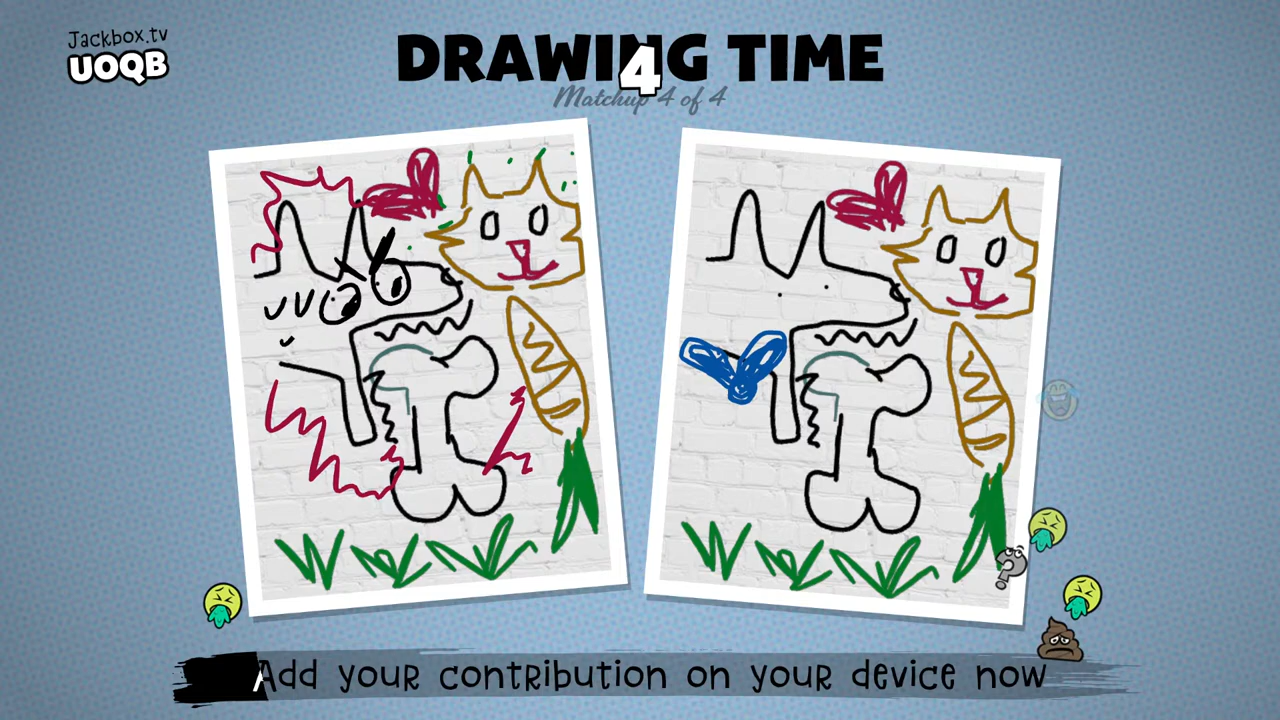 Jackbox.tv
UOQB
DRAWING TIME
4
Matchup 4 of 4
Add your contribution on your device now